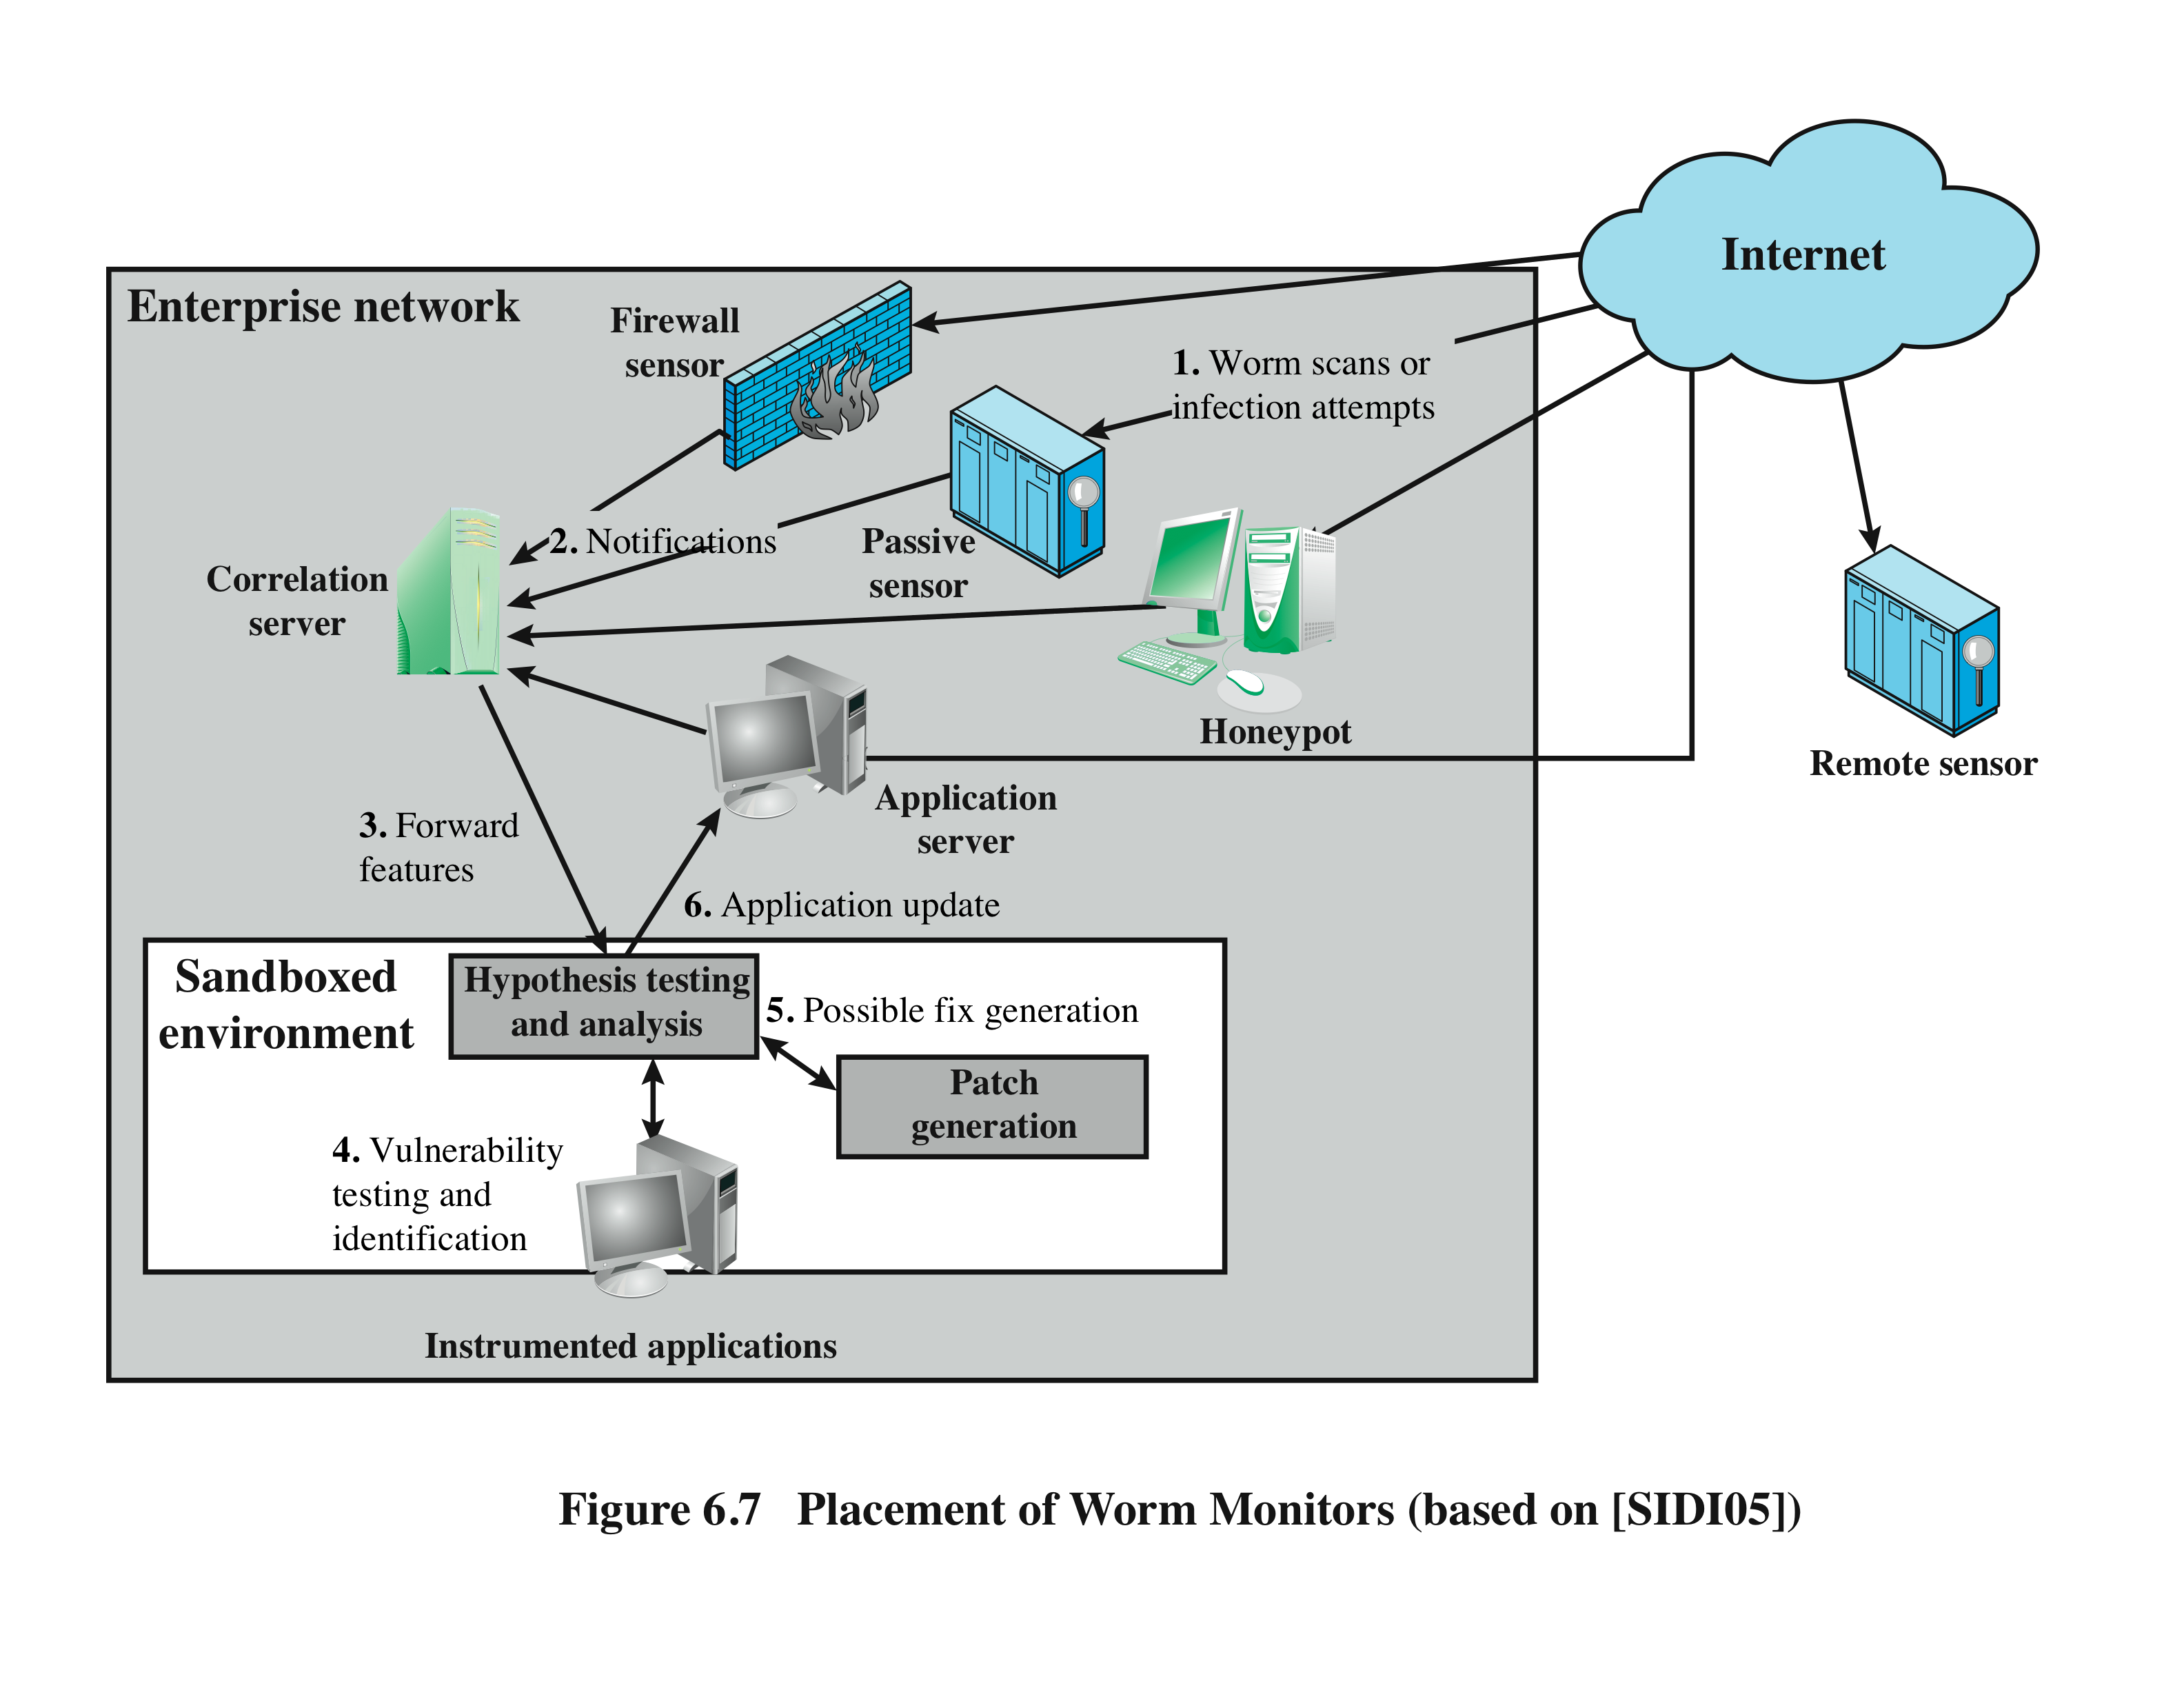 Internet
Enterprise network
Firewall
sensor
1. Worm scans or
infection attempts
2. Notifications
Passive
sensor
Correlation
server
Honeypot
Remote sensor
Application
server
3. Forward
features
6. Application update
Sandboxed
environment
Hypothesis testing
and analysis
5. Possible fix generation
Patch
generation
4. Vulnerability
testing and
identification
Instrumented applications
Figure 6.7 Placement of Worm Monitors (based on [SIDI05])